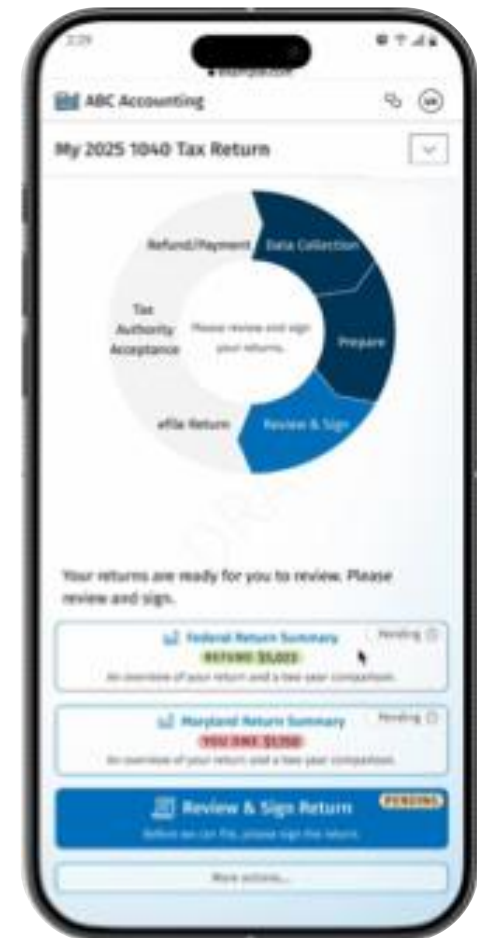 2:29
example.com
ABC Accounting
My 2025 1040 Tax Return
Refund/Payment
Data Collection
Tax
Authority
Acceptance
Please review and sign
your returns.
Prepare
eFile Return
Review & Sign
Your returns are ready for you to review. Please
review and sign.
Federal Return Summary
Pending
REFUND
An overview of your return and a two year comparison.
Maryland Return Summary
Pending
YOU OWE
An overview of your return and a two year comparison.
Review & Sign Return
PENDING
Before we can file, please sign the return.
More actions...